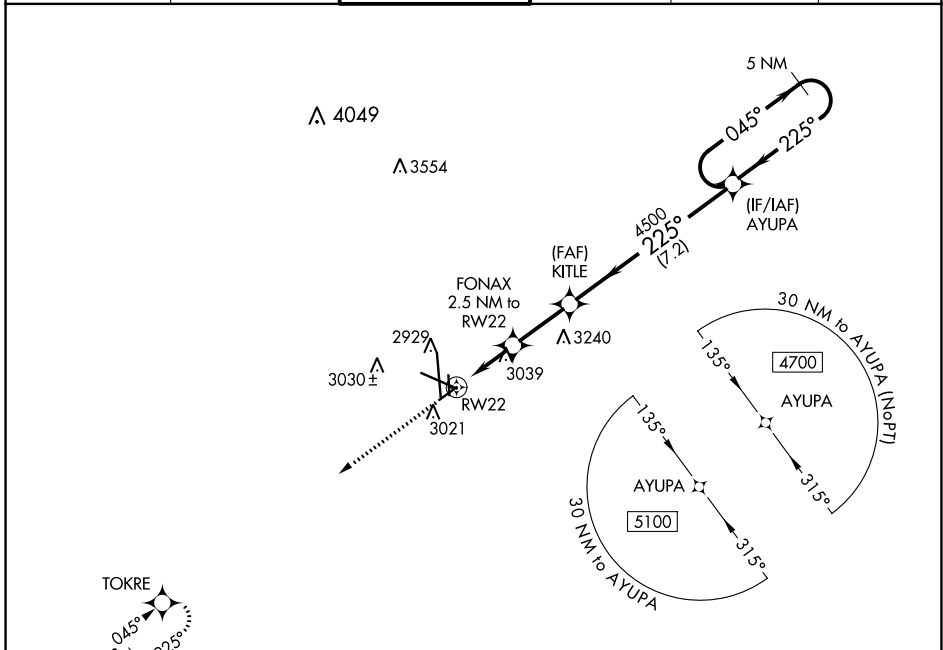 5 NM
4049
045°
225°
3554
(IF/IAF)
AYUPA
4500
225°
(7.2)
(FAF)
KITLE
FONAX
2.5 NM to
RW22
30 NM to AYUPA (NoPT)
2929
3240
135°
4700
3030±
3039
AYUPA
RW22
3021
135°
315°
AYUPA
5100
315°
30 NM to AYUPA
TOKRE
045°